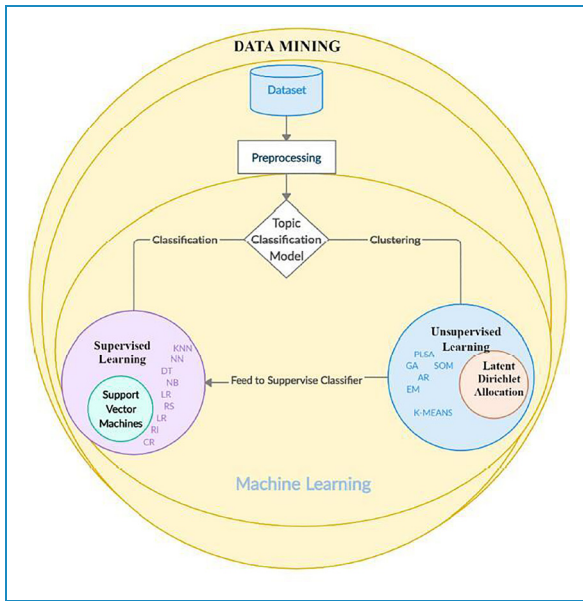 DATA MINING
Dataset
Preprocessing
Topic
Classification
Model
Classification
Clustering
Supervised
Learning
KNN
NN
DT
NB
LR
RS
LR
RI
CR
Support
Vector
Machines
Feed to Suppervise Classifier
Unsupervised
Learning
PLSA
GA
SOM
AR
EM
K-MEANS
Latent
Dirichlet
Allocation
Machine Learning